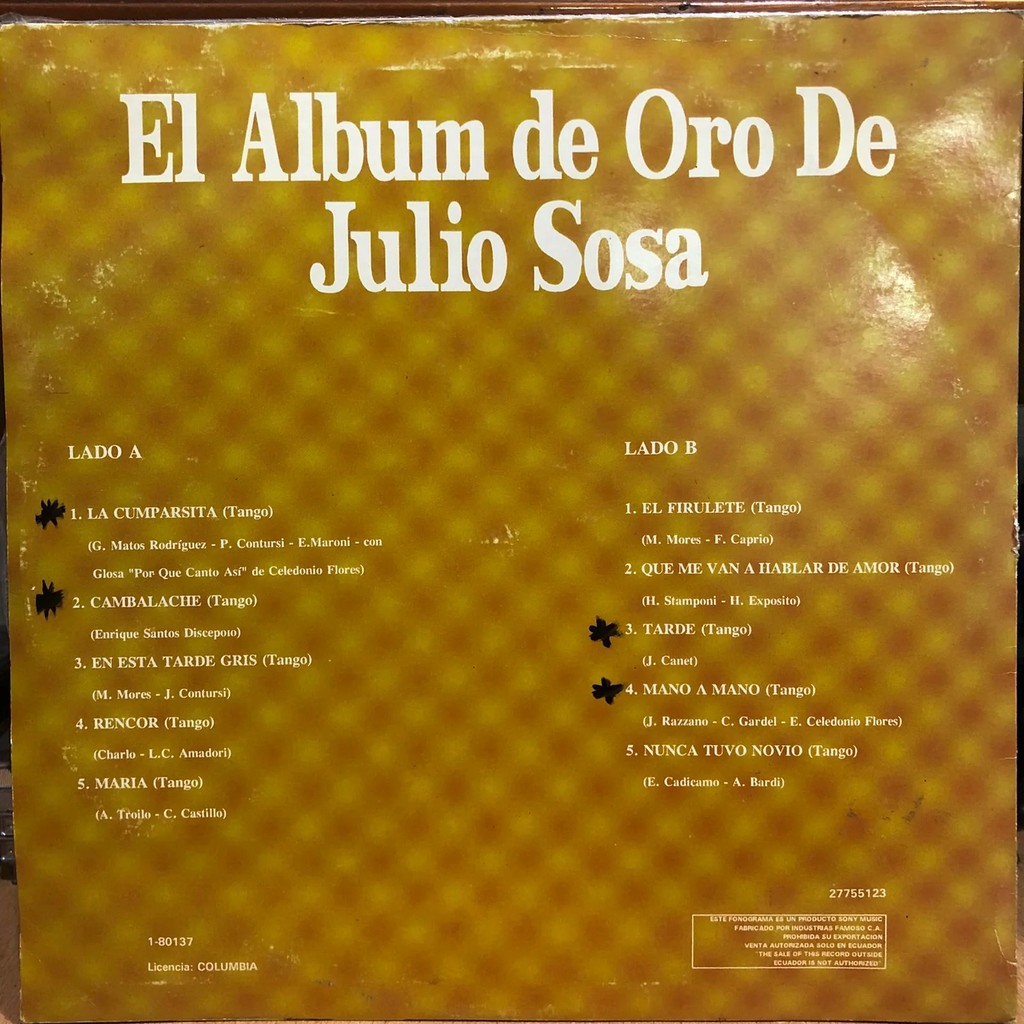 El Album de Oro De
Julio Sosa
LADO A
1. LA CUMPARSITA (Tango)
(G. Matos Rodríguez - P. Contursi - E.Maroni - con
Glosa "Por Que Canto Así" de Celedonio Flores)
2. CAMBALACHE (Tango)
(Enrique Santos Discepolo)
3. EN ESTA TARDE GRIS (Tango)
(M. Mores - J. Contursi)
4. RENCOR (Tango)
(Charlo - L.C. Amadori)
5. MARIA (Tango)
(A. Troilo - C. Castillo)
LADO B
1. EL FIRULETE (Tango)
(M. Mores - F. Caprio)
2. QUE ME VAN A HABLAR DE AMOR (Tango)
(H. Stamponi - H. Exposito)
3. TARDE (Tango)
(J. Canet)
4. MANO A MANO (Tango)
(J. Razzano - C. Gardel - E. Celedonio Flores)
5. NUNCA TUVO NOVIO (Tango)
(E. Cadicamo - A. Bardi)
1-80137
Licencia: COLUMBIA
27755123
ESTE FONOGRAMA ES UN PRODUCTO SONY MUSIC
FABRICADO POR INDUSTRIAS FAMOSO C.A.
PROHIBIDA SU EXPORTACION
VENTA AUTORIZADA SOLO EN ECUADOR
"THE SALE OF THIS RECORD OUTSIDE
ECUADOR IS NOT AUTHORIZED"